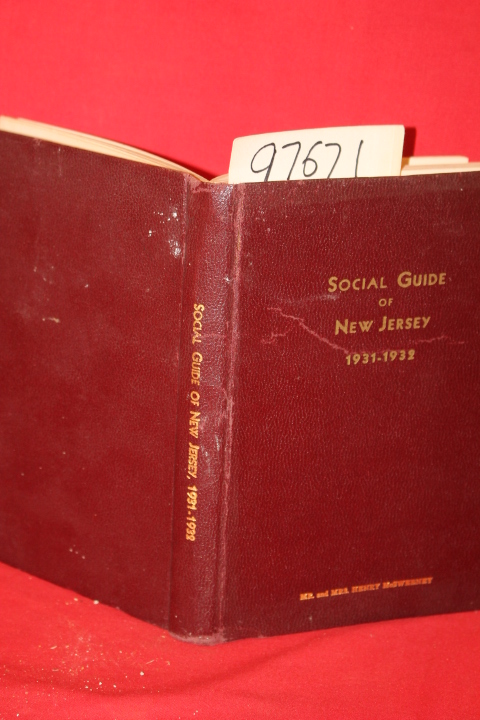 97671
SOCIAL GUIDE
OF
NEW JERSEY
1931-1932
SOCIAL GUIDE OF NEW JERSEY, 1931-1932
MR. and MRS. HENRY McSWEENEY